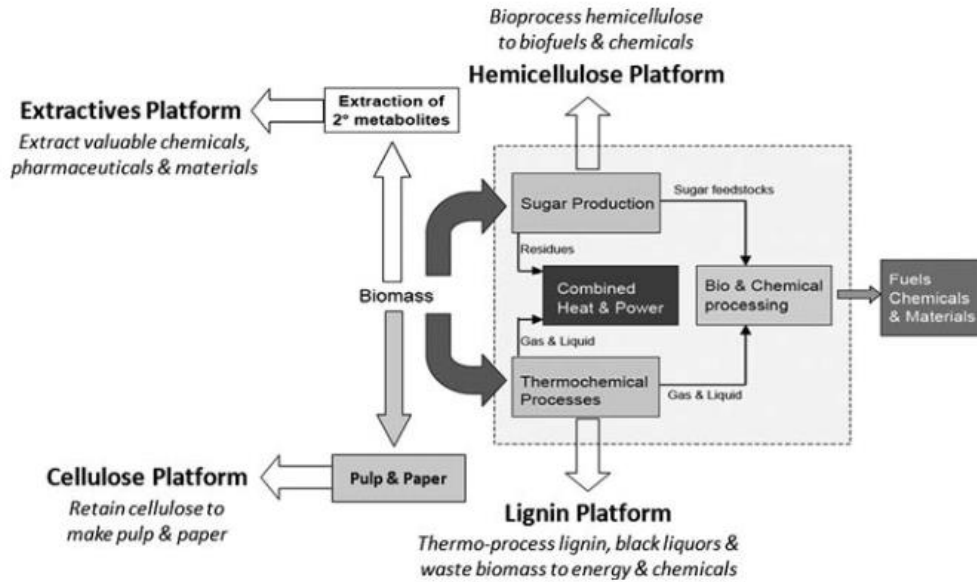 Bioprocess hemicellulose
to biofuels & chemicals
Hemicellulose Platform
Extractives Platform
Extract valuable chemicals,
pharmaceuticals & materials
Extraction of
2° metabolites
Sugar Production
Sugar feedstocks
Residues
Biomass
Combined
Heat & Power
Bio & Chemical
processing
Fuels
Chemicals
& Materials
Gas & Liquid
Thermochemical
Processes
Gas & Liquid
Cellulose Platform
Retain cellulose to
make pulp & paper
Pulp & Paper
Lignin Platform
Thermo-process lignin, black liquors &
waste biomass to energy & chemicals